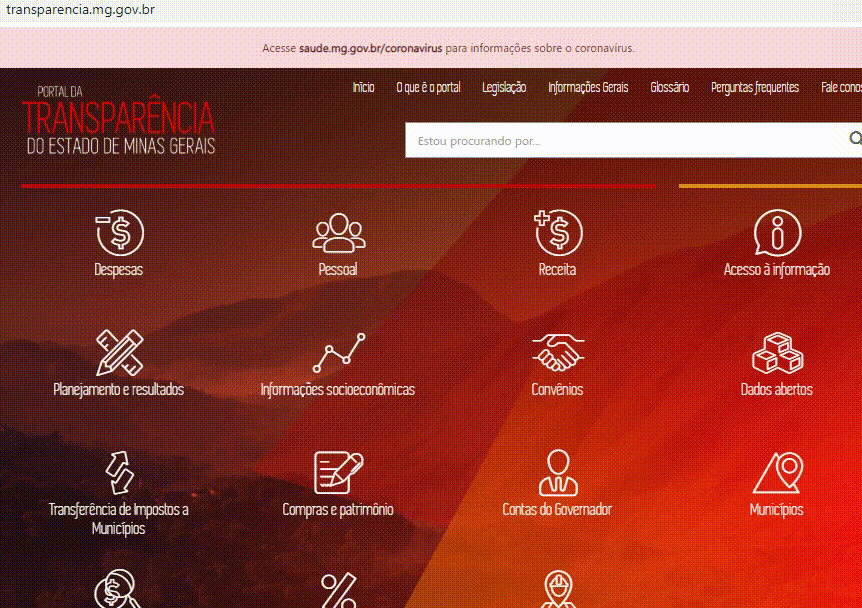 transparencia.mg.gov.br
Acesse saude.mg.gov.br/coronavirus para informações sobre o coronavírus.
PORTAL DA
TRANSPARÊNCIA
DO ESTADO DE MINAS GERAIS
Início O que é o portal Legislação Informações Gerais Glossário Perguntas frequentes Fale
Estou procurando por...
Despesas Pessoal Receita Acesso à informação
Planejamento e resultados Informações socioeconômicas Convênios Dados abertos
Transferência de Impostos a
Municípios
Compras e patrimônio Contas do Governador Municípios